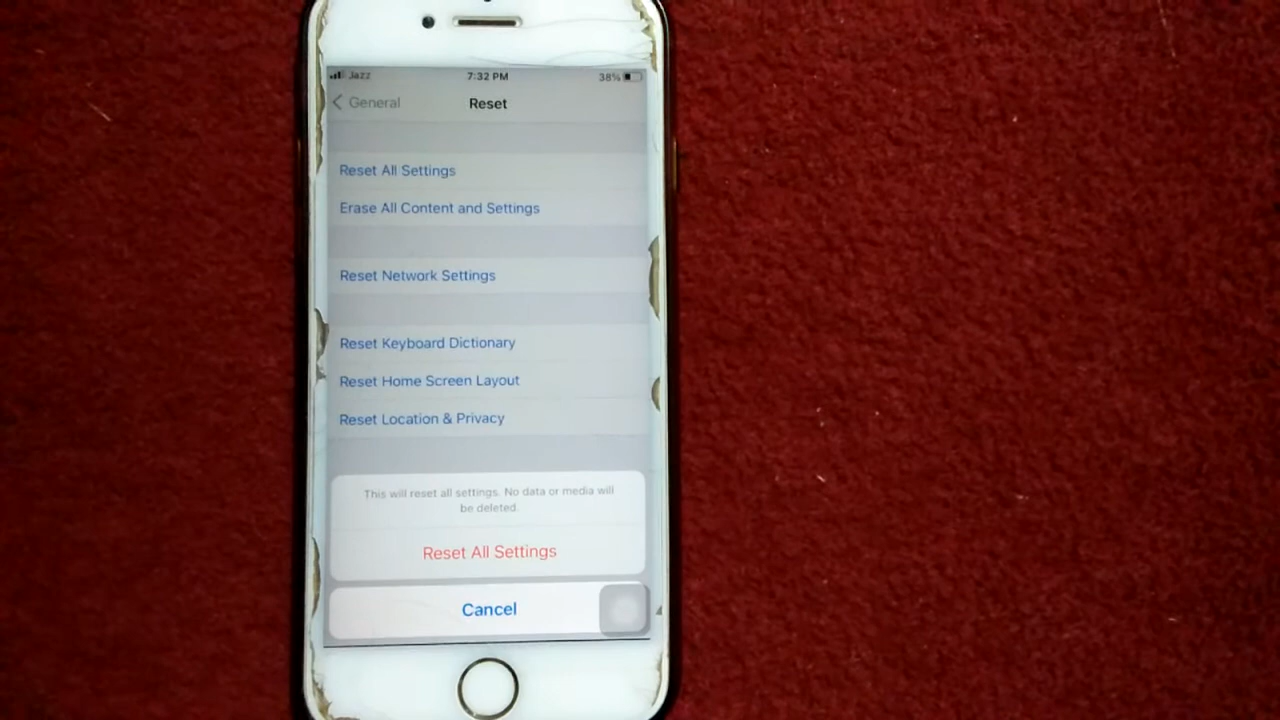 Jazz 7:32 PM 38%
General Reset
Reset All Settings
Erase All Content and Settings
Reset Network Settings
Reset Keyboard Dictionary
Reset Home Screen Layout
Reset Location & Privacy
This will reset all settings. No data or media will
be deleted.
Reset All Settings
Cancel